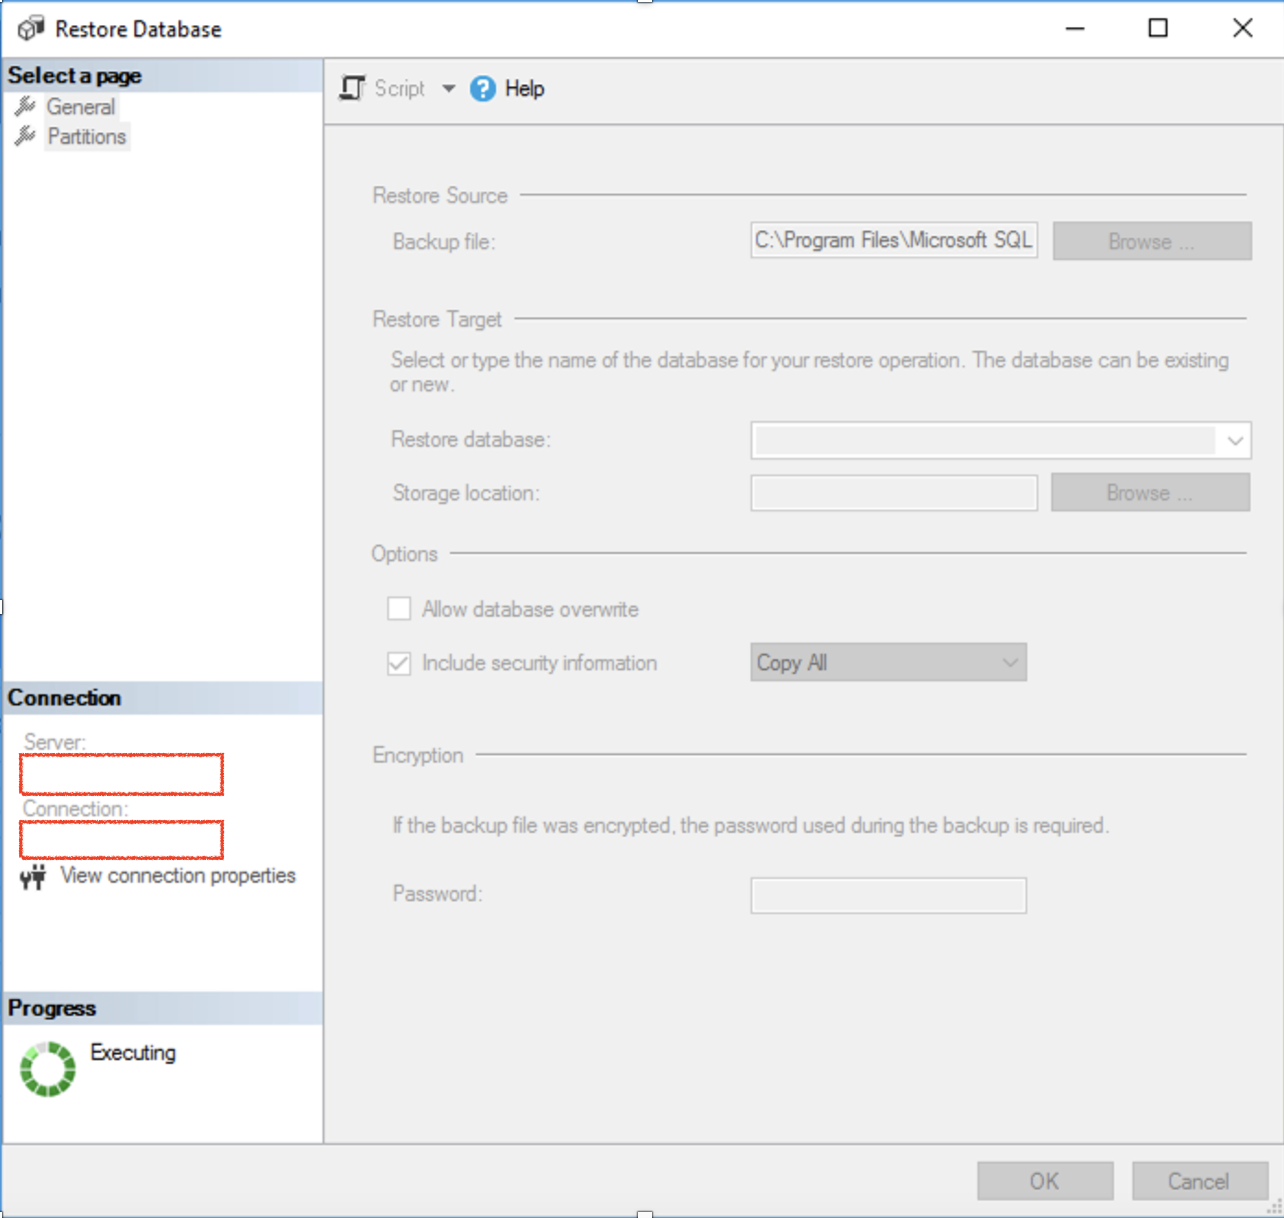 Restore Database
Select a page
General
Partitions
Script
Help
Restore Source
Backup file:
C:\Program Files\Microsoft SQL
Browse ...
Restore Target
Select or type the name of the database for your restore operation. The database can be existing
or new.
Restore database:
Storage location:
Browse ...
Options
Allow database overwrite
Include security information
Copy All
Encryption
If the backup file was encrypted, the password used during the backup is required.
Password:
Connection
Server:
Connection:
View connection properties
Progress
Executing
OK
Cancel